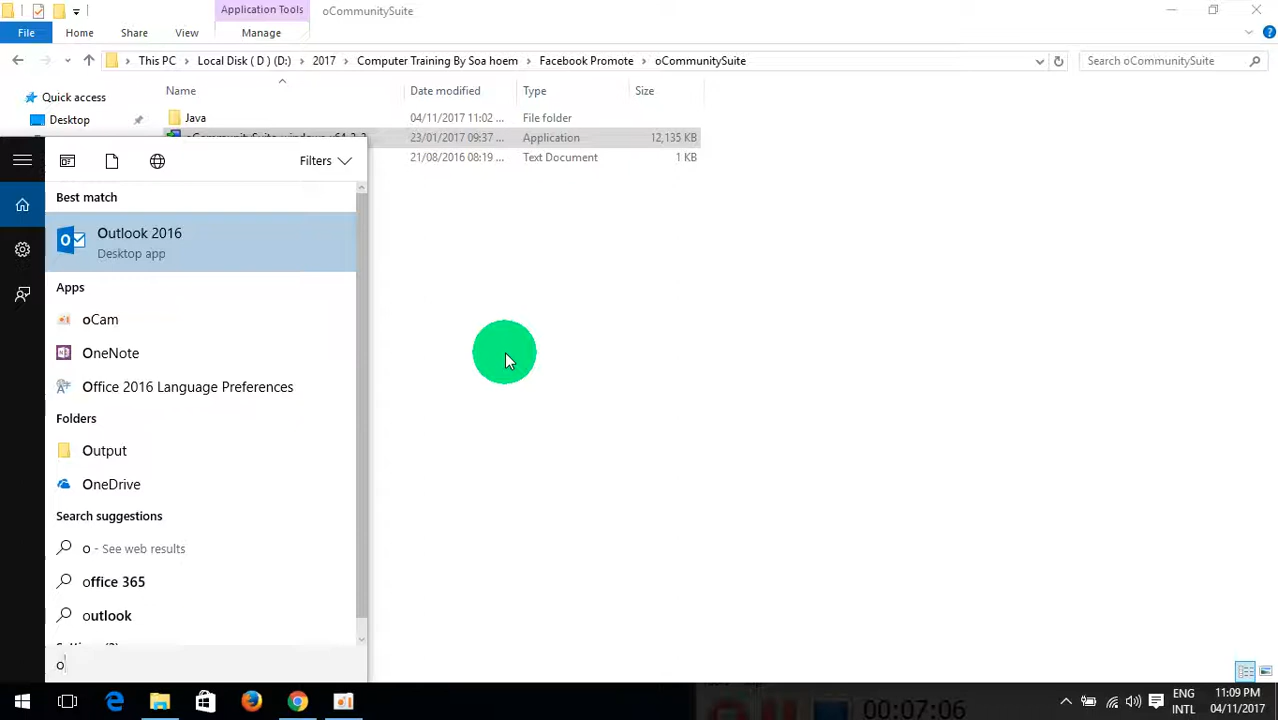 Application Tools
oCommunitySuite
File
Home
Share
View
Manage
This PC
Local Disk ( D ) (D:)
2017
Computer Training By Soa hoem
Facebook Promote
oCommunitySuite
Search oCommunitySuite
Quick access
Desktop
Name
Date modified
Type
Size
Java
04/11/2017 11:02 ...
File folder
23/01/2017 09:37 ...
Application
12,135 KB
21/08/2016 08:19 ...
Text Document
1 KB
Filters
Best match
Outlook 2016
Desktop app
Apps
oCam
OneNote
Office 2016 Language Preferences
Folders
Output
OneDrive
Search suggestions
o - See web results
office 365
outlook
o
ENG
INTL
11:09 PM
04/11/2017
00:07:06